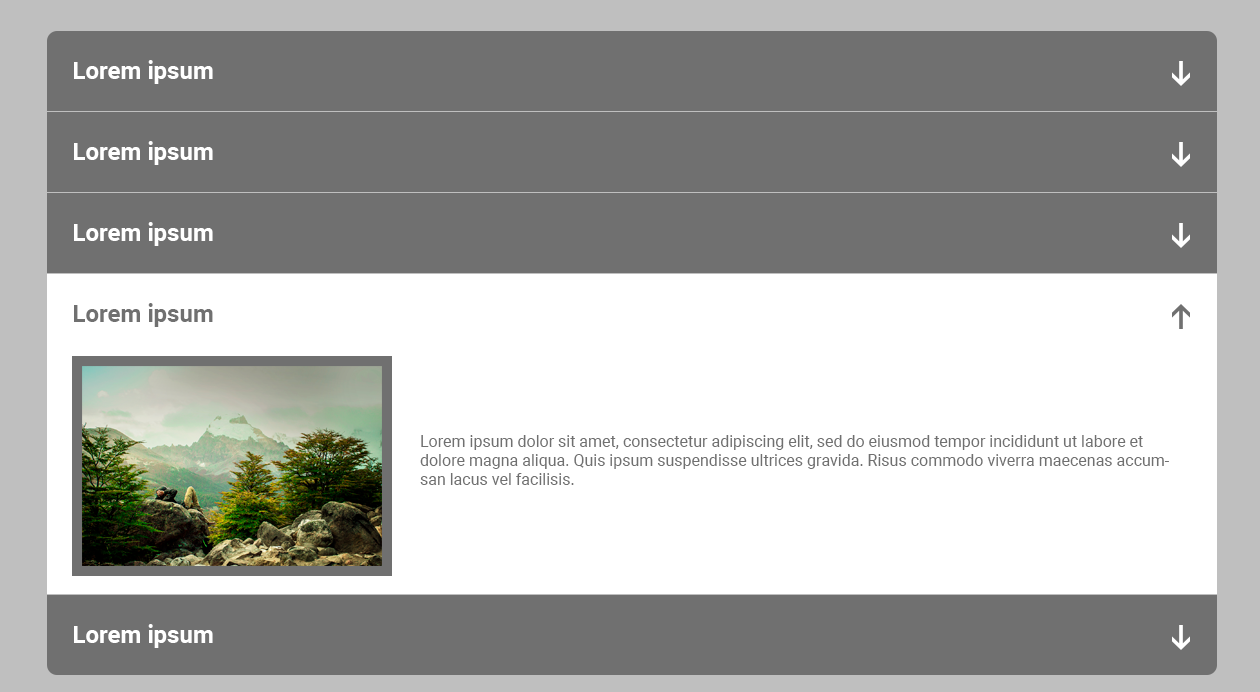 Lorem ipsum
Lorem ipsum
Lorem ipsum
Lorem ipsum
Lorem ipsum dolor sit amet, consectetur adipiscing elit, sed do eiusmod tempor incididunt ut labore et
dolore magna aliqua. Quis ipsum suspendisse ultrices gravida. Risus commodo viverra maecenas accum-
san lacus vel facilisis.
Lorem ipsum